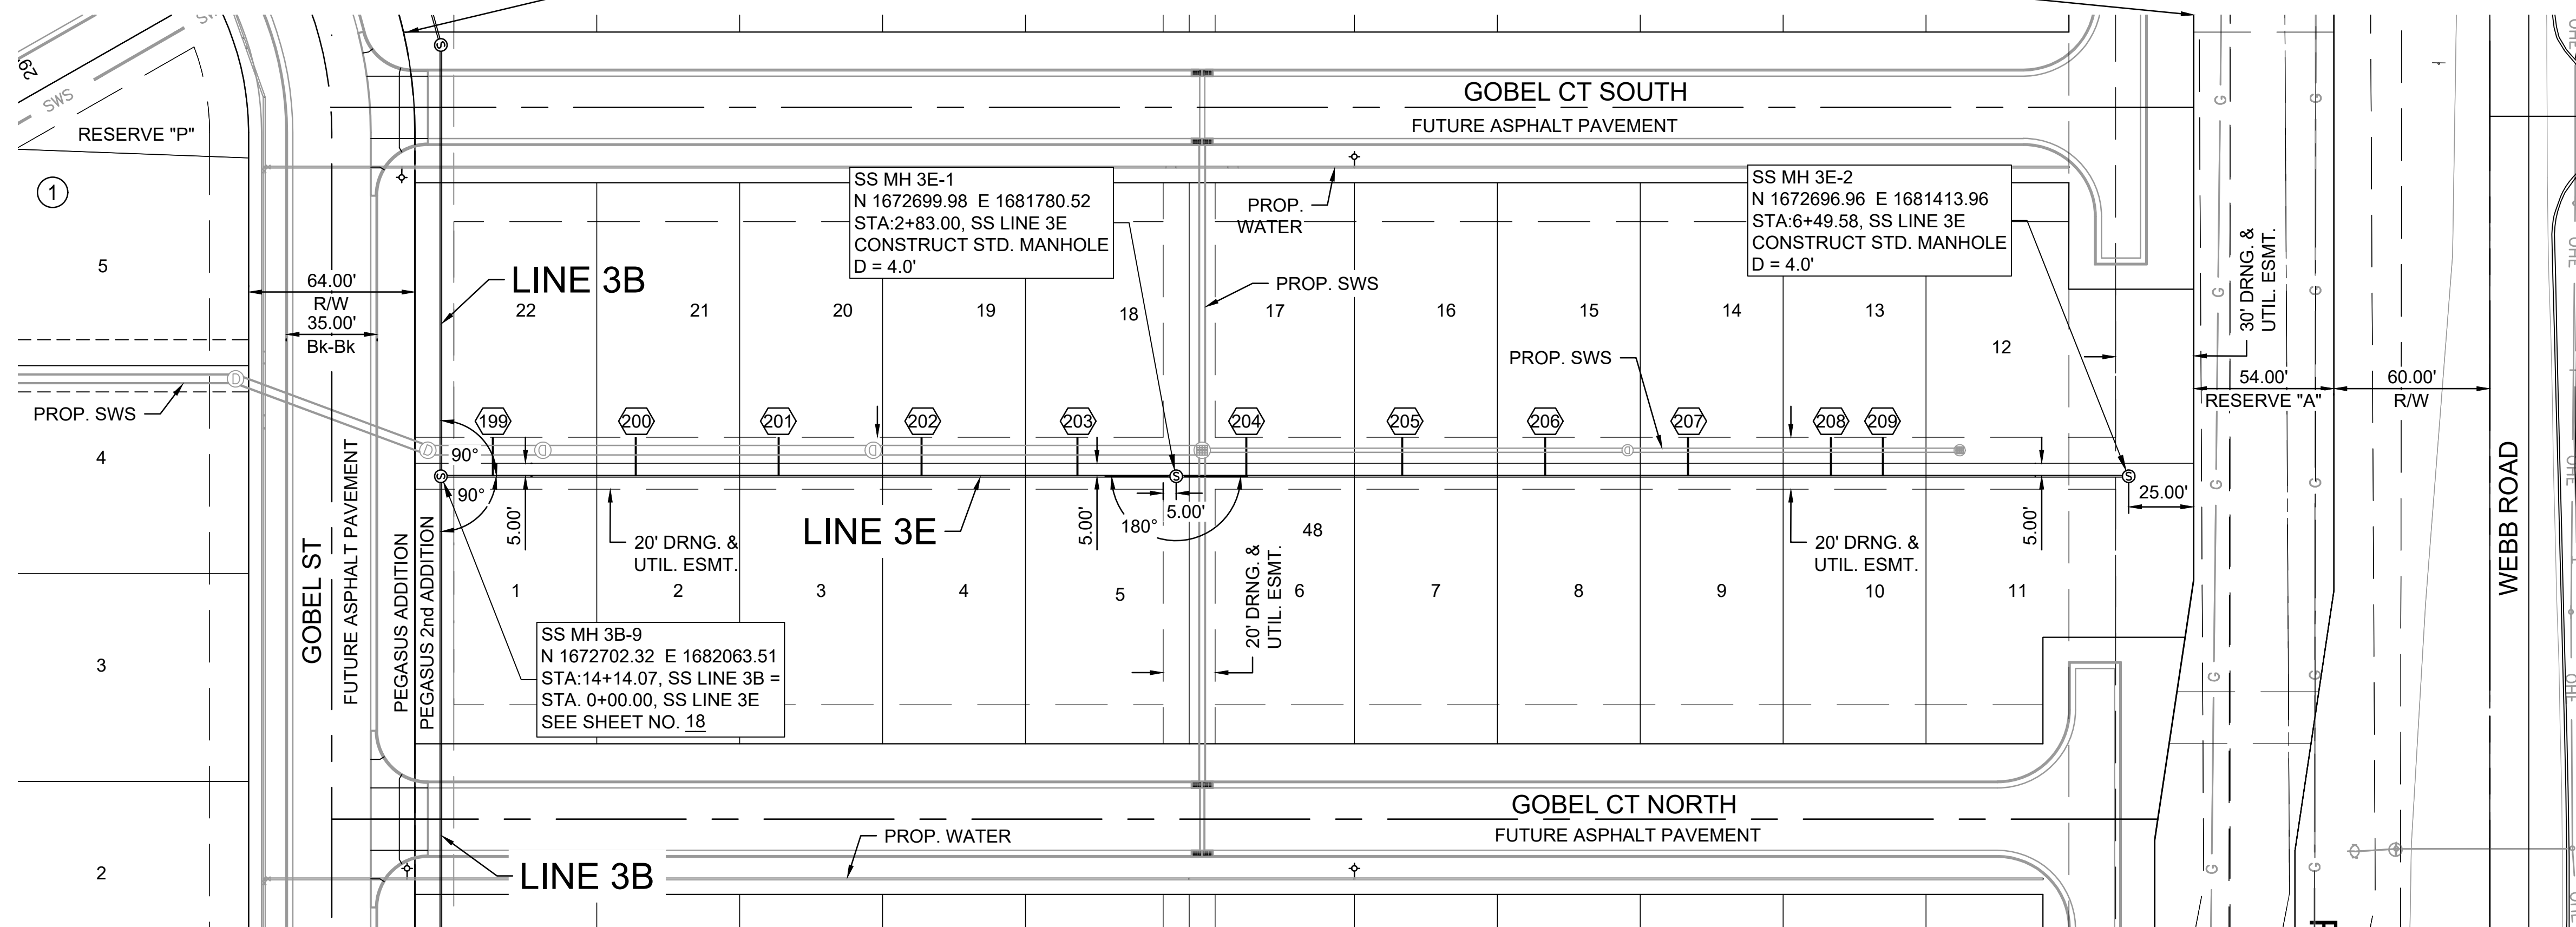 SWS
29
SWS
RESERVE "P"
1
5
4
3
2
64.00'
R/W
35.00'
Bk-Bk
PROP. SWS
GOBEL ST
FUTURE ASPHALT PAVEMENT
PEGASUS ADDITION
PEGASUS 2nd ADDITION
GOBEL CT SOUTH
FUTURE ASPHALT PAVEMENT
LINE 3B
SS MH 3E-1
N 1672699.98 E 1681780.52
STA:2+83.00, SS LINE 3E
CONSTRUCT STD. MANHOLE
D = 4.0'
PROP.
WATER
PROP. SWS
SS MH 3E-2
N 1672696.96 E 1681413.96
STA:6+49.58, SS LINE 3E
CONSTRUCT STD. MANHOLE
D = 4.0'
22
21
20
19
18
17
16
15
14
13
12
PROP. SWS
30' DRNG. &
UTIL. ESMT.
54.00'
RESERVE "A"
60.00'
R/W
199
200
201
202
203
204
205
206
207
208
209
D
D
D
D
D
S
S
S
S
90°
90°
5.00'
5.00'
180°
5.00'
5.00'
25.00'
20' DRNG. &
UTIL. ESMT.
LINE 3E
48
20' DRNG. &
UTIL. ESMT.
20' DRNG. &
UTIL. ESMT.
1
2
3
4
5
6
7
8
9
10
11
SS MH 3B-9
N 1672702.32 E 1682063.51
STA:14+14.07, SS LINE 3B =
STA. 0+00.00, SS LINE 3E
SEE SHEET NO. 18
GOBEL CT NORTH
FUTURE ASPHALT PAVEMENT
PROP. WATER
LINE 3B
WEBB ROAD
G
G
G
G
G
G
G
G
G
G
OHE
OHE
OHE
OHE